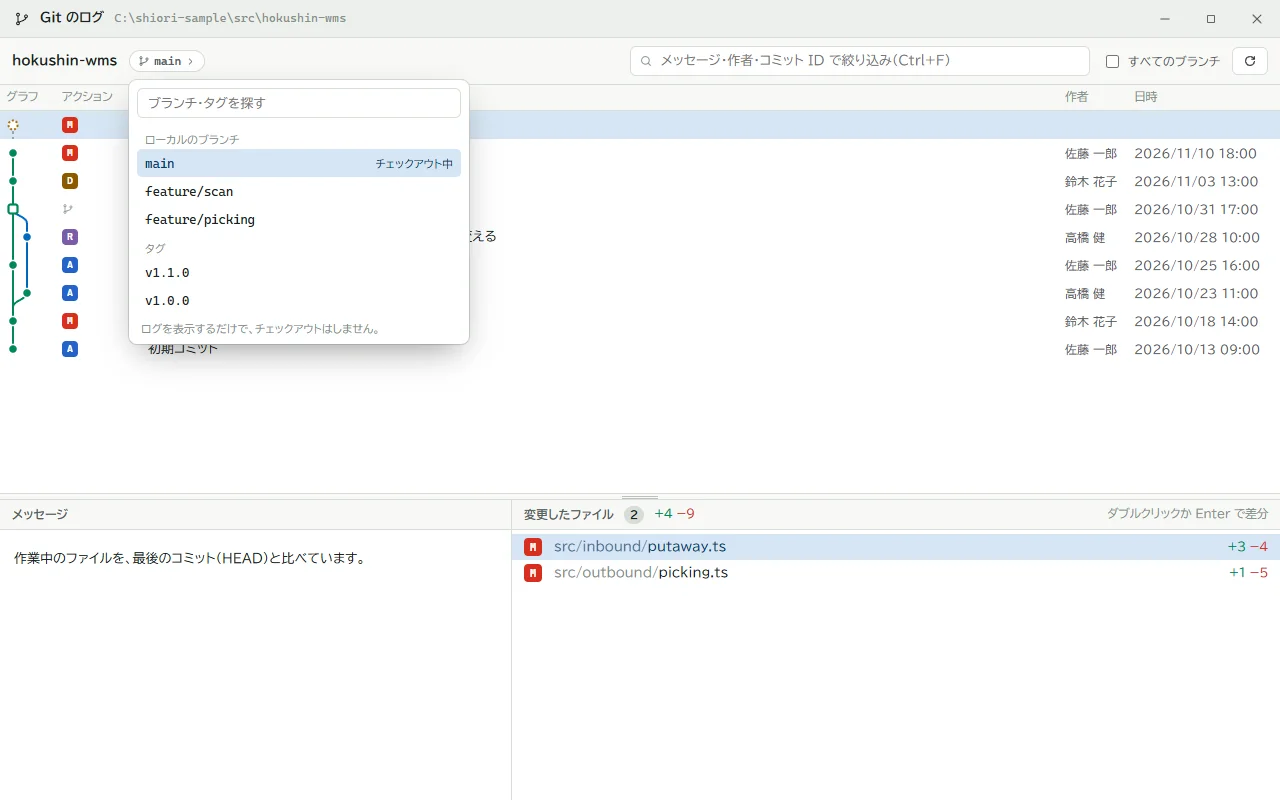 Git のログ C:\shiori-sample\src\hokushin-wms
hokushin-wms main メッセージ・作者・コミット ID で絞り込み(Ctrl+F) すべてのブランチ
グラフ アクション 作者 日時
ブランチ・タグを探す
ローカルのブランチ
main チェックアウト中
feature/scan
feature/picking
タグ
v1.1.0
v1.0.0
ログを表示するだけで、チェックアウトはしません。
M
M 佐藤 一郎 2026/11/10 18:00
D 鈴木 花子 2026/11/03 13:00
佐藤 一郎 2026/10/31 17:00
R える 高橋 健 2026/10/28 10:00
A 佐藤 一郎 2026/10/25 16:00
A 高橋 健 2026/10/23 11:00
M 鈴木 花子 2026/10/18 14:00
A 初期コミット 佐藤 一郎 2026/10/13 09:00
メッセージ
作業中のファイルを、最後のコミット(HEAD)と比べています。
変更したファイル 2 +4 −9 ダブルクリックか Enter で差分
M src/inbound/putaway.ts +3 −4
M src/outbound/picking.ts +1 −5